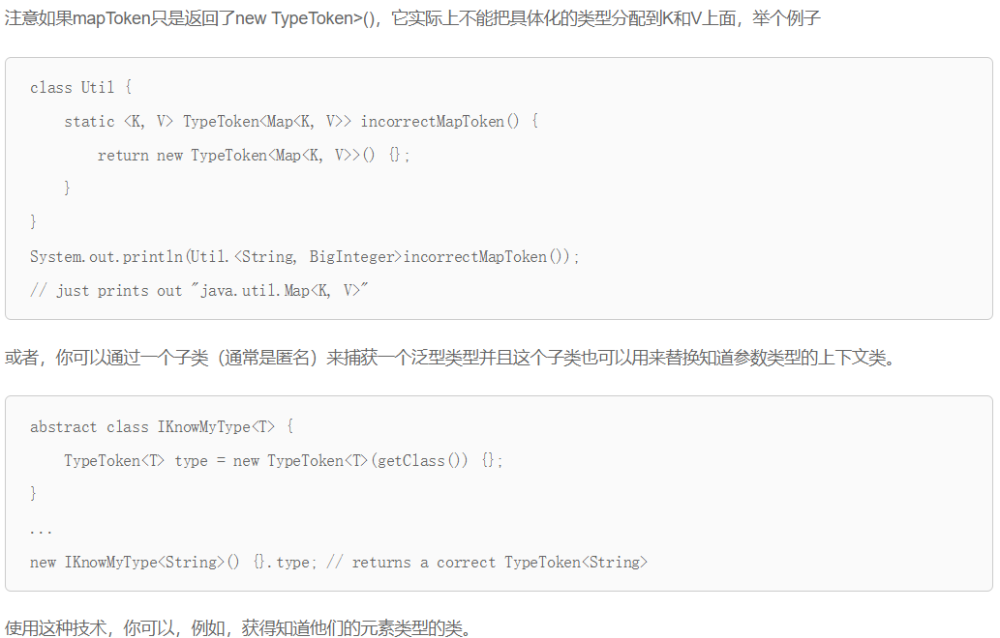 注意如果mapToken只是返回了new TypeToken>()，它实际上不能把具体化的类型分配到K和V上面，举个例子
class Util {
    static <K, V> TypeToken<Map<K, V>> incorrectMapToken() {
        return new TypeToken<Map<K, V>>() {};
    }
}
System.out.println(Util.<String, BigInteger>incorrectMapToken());
// just prints out "java.util.Map<K, V>"
或者，你可以通过一个子类（通常是匿名）来捕获一个泛型类型并且这个子类也可以用来替换知道参数类型的上下文类。
abstract class IKnowMyType<T> {
    TypeToken<T> type = new TypeToken<T>(getClass()) {};
}
...
new IKnowMyType<String>() {}.type; // returns a correct TypeToken<String>
使用这种技术，你可以，例如，获得知道他们的元素类型的类。